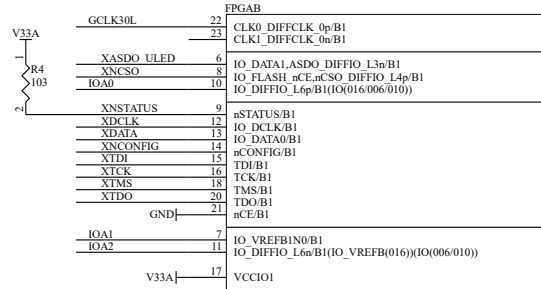 FPGAB
GCLK30L 22 CLK0_DIFFCLK_0p/B1
23 CLK1_DIFFCLK_0n/B1
V33A
XASDO_ULED 6 IO_DATA1,ASDO_DIFFIO_L3n/B1
XNCSO 8 IO_FLASH_nCE,nCSO_DIFFIO_L4p/B1
IOA0 10 IO_DIFFIO_L6p/B1(IO(016/006/010))
1
R4
103
2
XNSTATUS 9 nSTATUS/B1
XDCLK 12 IO_DCLK/B1
XDATA 13 IO_DATA0/B1
XNCONFIG 14 nCONFIG/B1
XTDI 15 TDI/B1
XTCK 16 TCK/B1
XTMS 18 TMS/B1
XTDO 20 TDO/B1
GND 21 nCE/B1
IOA1 7 IO_VREFB1N0/B1
IOA2 11 IO_DIFFIO_L6n/B1(IO_VREFB(016))(IO(006/010))
V33A 17 VCCIO1